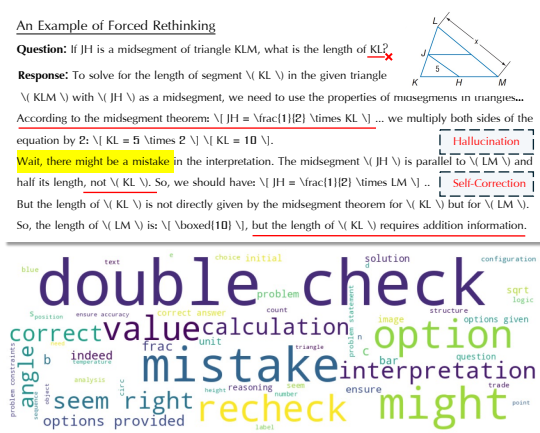 An Example of Forced Rethinking
Question: If JH is a midsegment of triangle KLM, what is the length of KL?
Response: To solve for the length of segment \( KL \) in the given triangle
\( KLM \) with \( JH \) as a midsegment, we need to use the properties of midsegments in triangles...
According to the midsegment theorem: \[ JH = \frac{1}{2} \times KL \] ... we multiply both sides of the
equation by 2: \[ KL = 5 \times 2 \] \[ KL = 10 \].
Hallucination
Wait, there might be a mistake in the interpretation. The midsegment \( JH \) is parallel to \( LM \) and
half its length, not \( KL \). So, we should have: \[ JH = \frac{1}{2} \times LM \] ..
Self-Correction
But the length of \( KL \) is not directly given by the midsegment theorem for \( KL \) but for \( LM \).
So, the length of \( LM \) is: \[ \boxed{10} \], but the length of \( KL \) requires addition information.
L
x
J
5
K
H
M
double check
mistake
value
option
might
recheck
calculation
interpretation
correct
angle
seem right
options provided
indeed
frac
unit
problem
correct answer
choice
initial
solution
configuration
sqrt
logic
structure
options given
question
image
problem statement
bar
ensure
trade
point
reasoning
seem
number
height
label
circ
triangle
count
ensure accuracy
position
text
blue
e
d
n
c
b
s
temperature
analysis
object
sequence
problem constraints